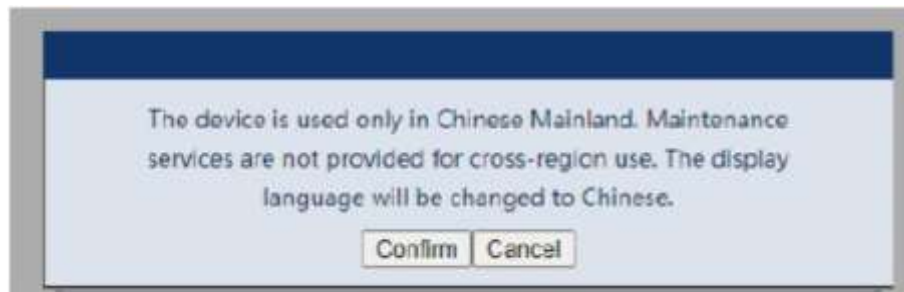 The device is used only in Chinese Mainland. Maintenance
services are not provided for cross-region use. The display
language will be changed to Chinese.
Confirm Cancel